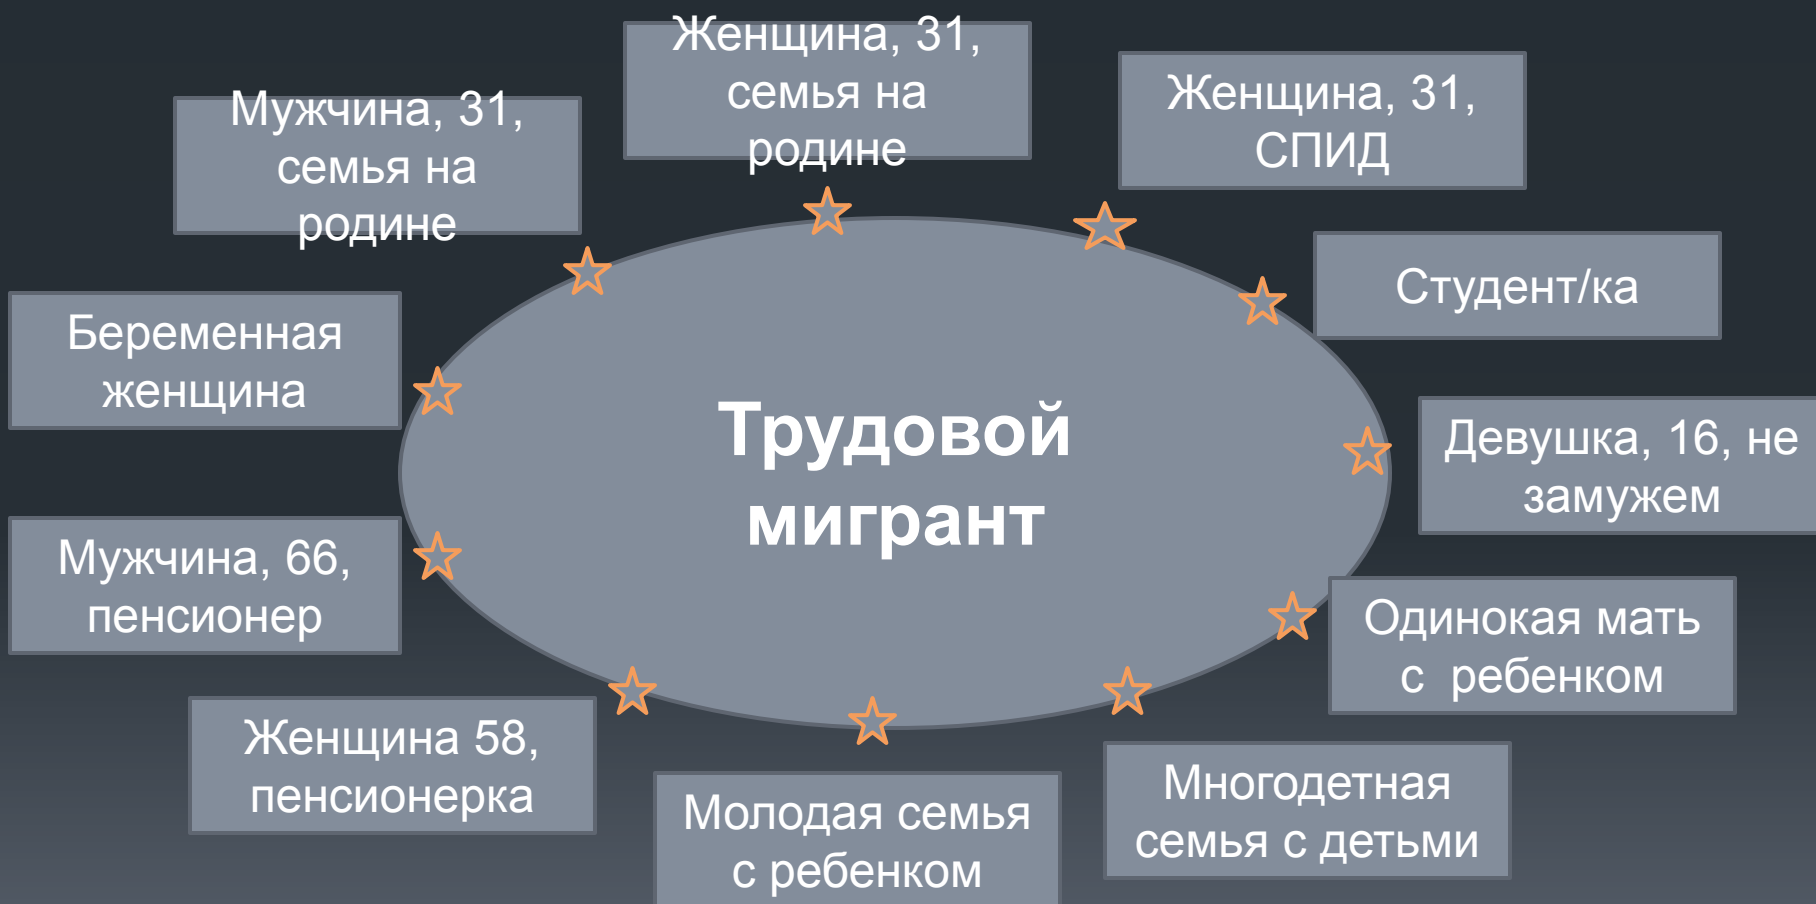 Женщина, 31,
семья на
родине
Мужчина, 31,
семья на
родине
Женщина, 31,
СПИД
Студент/ка
Беременная
женщина
Трудовой
мигрант
Девушка, 16, не
замужем
Мужчина, 66,
пенсионер
Одинокая мать
с  ребенком
Женщина 58,
пенсионерка
Молодая семья
с ребенком
Многодетная
семья с детьми